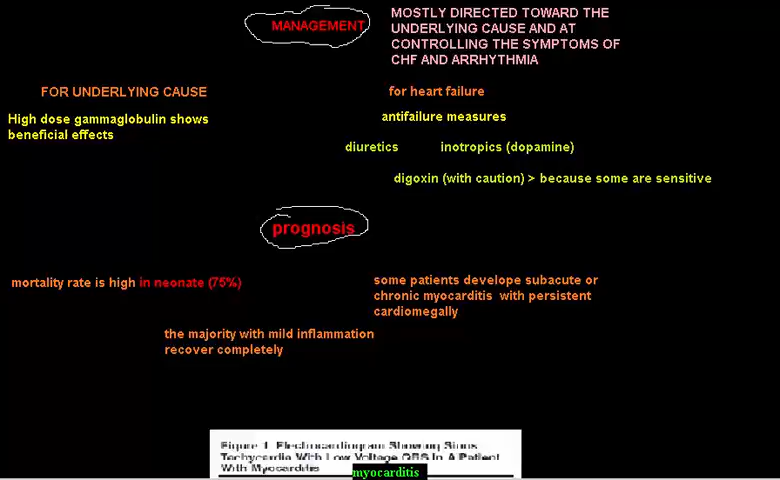 MANAGEMENT
MOSTLY DIRECTED TOWARD THE
UNDERLYING CAUSE AND AT
CONTROLLING THE SYMPTOMS OF
CHF AND ARRHYTHMIA
FOR UNDERLYING CAUSE
High dose gammaglobulin shows
beneficial effects
for heart failure
antifailure measures
diuretics
inotropics (dopamine)
digoxin (with caution) > because some are sensitive
prognosis
mortality rate is high in neonate (75%)
some patients develope subacute or
chronic myocarditis with persistent
cardiomegally
the majority with mild inflammation
recover completely
Figure 1 Electrocardiogram Showing Sinus
Tachycardia With Low Voltage QRS In A Patient
With Myocarditis
myocarditis